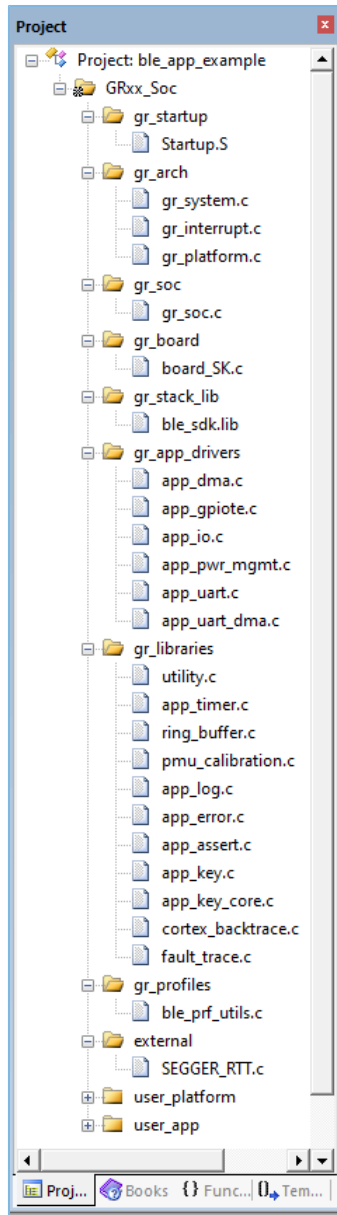 Project
Project: ble_app_example
GRxx_Soc
gr_startup
Startup.S
gr_arch
gr_system.c
gr_interrupt.c
gr_platform.c
gr_soc
gr_soc.c
gr_board
board_SK.c
gr_stack_lib
ble_sdk.lib
gr_app_drivers
app_dma.c
app_gpiote.c
app_io.c
app_pwr_mgmt.c
app_uart.c
app_uart_dma.c
gr_libraries
utility.c
app_timer.c
ring_buffer.c
pmu_calibration.c
app_log.c
app_error.c
app_assert.c
app_key.c
app_key_core.c
cortex_backtrace.c
fault_trace.c
gr_profiles
ble_prf_utils.c
external
SEGGER_RTT.c
user_platform
user_app
Proj... Books {} Func... 0 Tem...